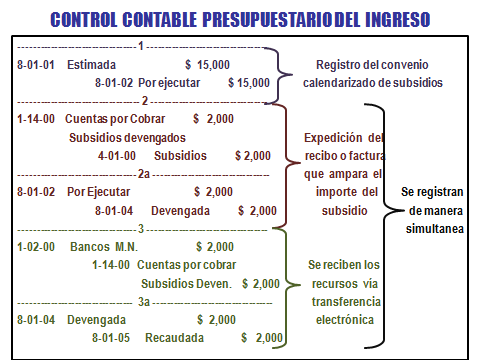 CONTROL CONTABLE PRESUPUESTARIO DEL INGRESO
---------------------------- 1 ----------------------------
8-01-01 Estimada $ 15,000
8-01-02 Por ejecutar $ 15,000
---------------------------- 2 ----------------------------
1-14-00 Cuentas por Cobrar $ 2,000
Subsidios devengados
4-01-00 Subsidios $ 2,000
---------------------------- 2a ----------------------------
8-01-02 Por Ejecutar $ 2,000
8-01-04 Devengada $ 2,000
---------------------------- 3 ----------------------------
1-02-00 Bancos M.N. $ 2,000
1-14-00 Cuentas por cobrar
Subsidios Deven. $ 2,000
---------------------------- 3a ----------------------------
8-01-04 Devengada $ 2,000
8-01-05 Recaudada $ 2,000
Registro del convenio
calendarizado de subsidios
Expedición del
recibo o factura
que ampara el
importe del
subsidio
Se reciben los
recursos via
transferencia
electrónica
Se registran
de manera
simultanea